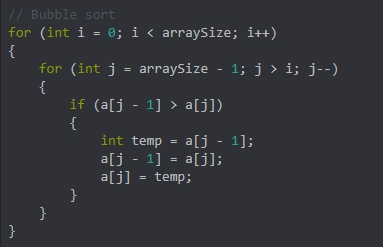 // Bubble sort
for (int i = 0; i < arraySize; i++)
{
    for (int j = arraySize - 1; j > i; j--)
    {
        if (a[j - 1] > a[j])
        {
            int temp = a[j - 1];
            a[j - 1] = a[j];
            a[j] = temp;
        }
    }
}